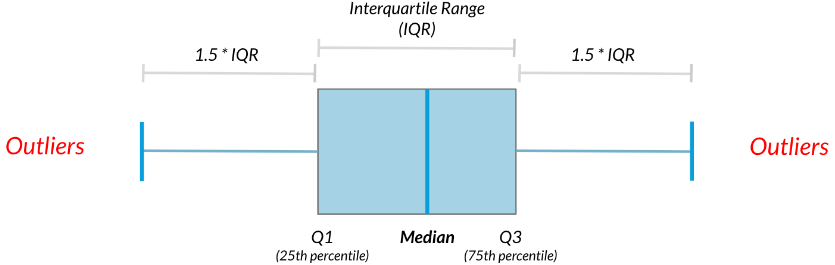 Interquartile Range
(IQR)
1.5 * IQR
1.5 * IQR
Outliers
Outliers
Q1
Median
Q3
(25th percentile)
(75th percentile)